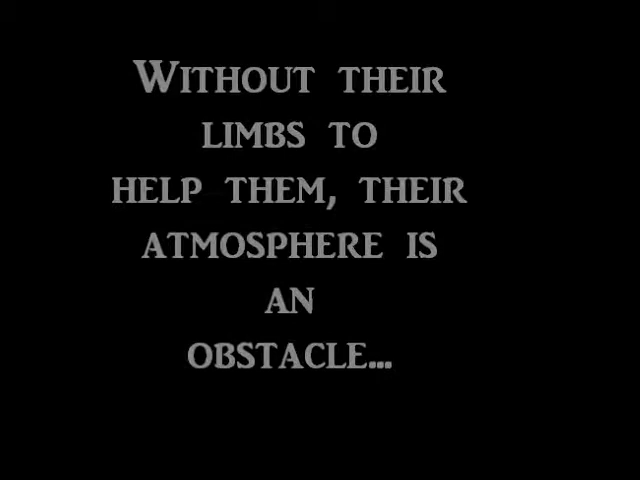 Without their
limbs to
help them, their
atmosphere is
an
obstacle...